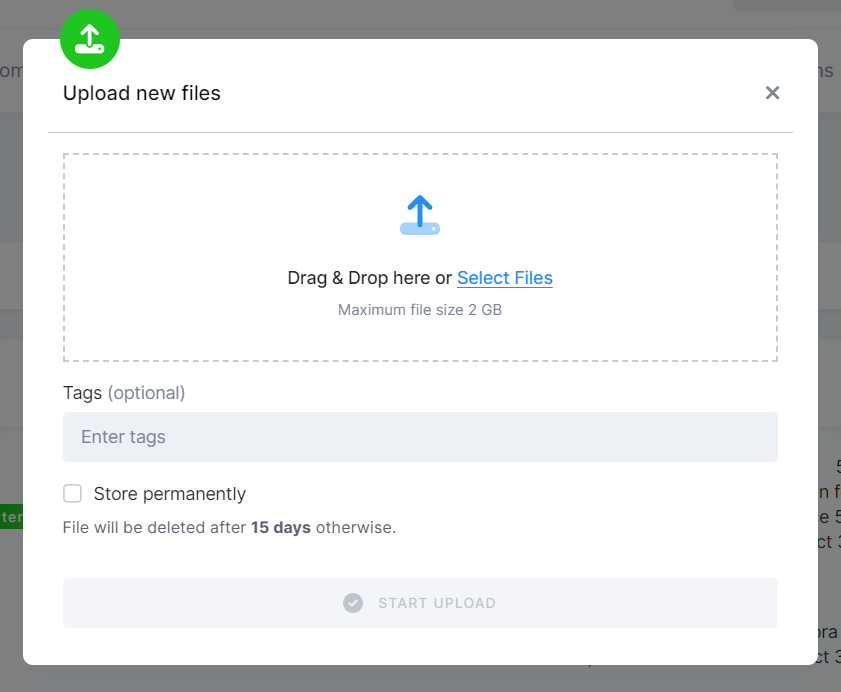 Upload new files
Drag & Drop here or Select Files
Maximum file size 2 GB
Tags (optional)
Enter tags
Store permanently
File will be deleted after 15 days otherwise.
START UPLOAD